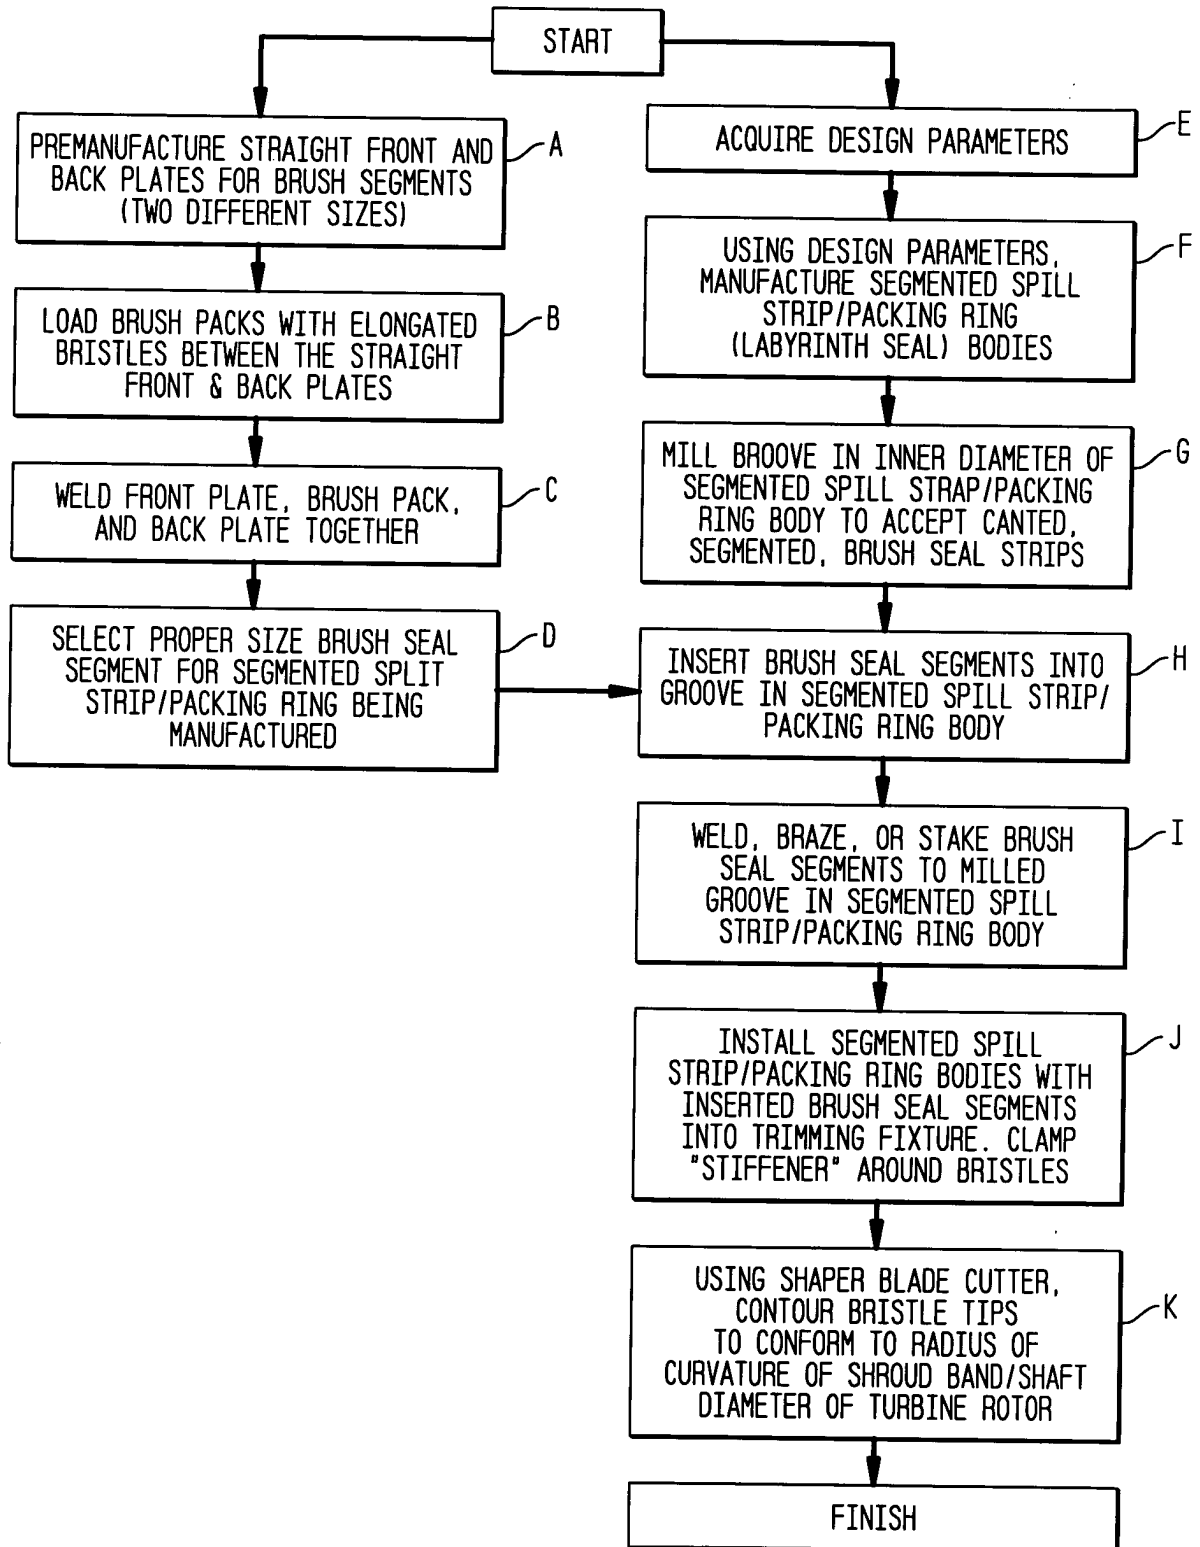 START
PREMANUFACTURE STRAIGHT FRONT AND
BACK PLATES FOR BRUSH SEGMENTS
(TWO DIFFERENT SIZES)
A
LOAD BRUSH PACKS WITH ELONGATED
BRISTLES BETWEEN THE STRAIGHT
FRONT & BACK PLATES
B
WELD FRONT PLATE, BRUSH PACK,
AND BACK PLATE TOGETHER
C
SELECT PROPER SIZE BRUSH SEAL
SEGMENT FOR SEGMENTED SPLIT
STRIP/PACKING RING BEING
MANUFACTURED
D
ACQUIRE DESIGN PARAMETERS
E
USING DESIGN PARAMETERS,
MANUFACTURE SEGMENTED SPILL
STRIP/PACKING RING
(LABYRINTH SEAL) BODIES
F
MILL BROOVE IN INNER DIAMETER OF
SEGMENTED SPILL STRAP/PACKING
RING BODY TO ACCEPT CANTED,
SEGMENTED, BRUSH SEAL STRIPS
G
INSERT BRUSH SEAL SEGMENTS INTO
GROOVE IN SEGMENTED SPILL STRIP/
PACKING RING BODY
H
WELD, BRAZE, OR STAKE BRUSH
SEAL SEGMENTS TO MILLED
GROOVE IN SEGMENTED SPILL
STRIP/PACKING RING BODY
I
INSTALL SEGMENTED SPILL
STRIP/PACKING RING BODIES WITH
INSERTED BRUSH SEAL SEGMENTS
INTO TRIMMING FIXTURE. CLAMP
"STIFFENER" AROUND BRISTLES
J
USING SHAPER BLADE CUTTER,
CONTOUR BRISTLE TIPS
TO CONFORM TO RADIUS OF
CURVATURE OF SHROUD BAND/SHAFT
DIAMETER OF TURBINE ROTOR
K
FINISH